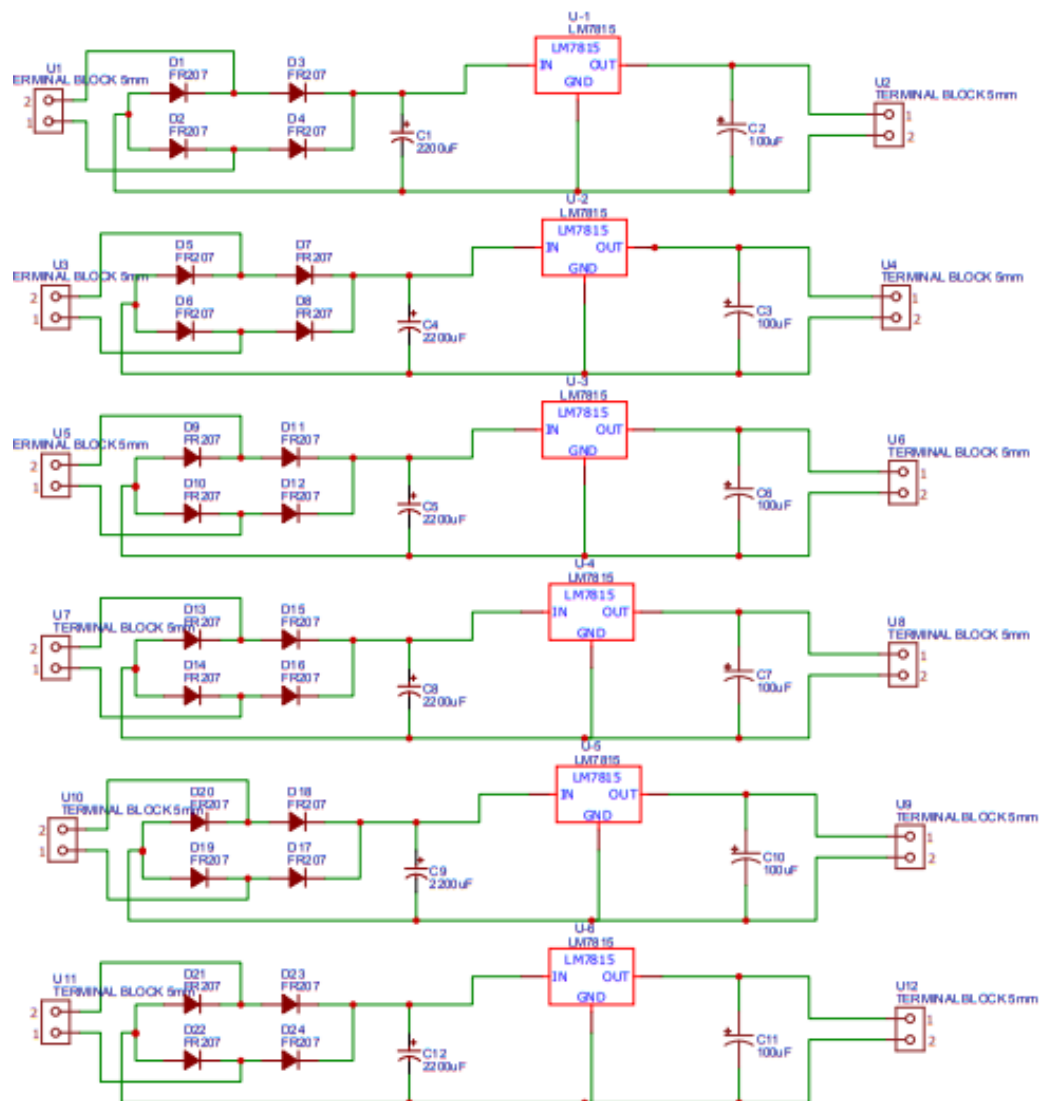 U-1
LM7815
LM7815
IN OUT
GND
U1
ERMINAL BLOCK 5mm
2
1
D1
FR207
D3
FR207
D2
FR207
D4
FR207
C1
2200uF
C2
100uF
U2
TERMINAL BLOCK 5mm
1
2
U-2
LM7815
LM7815
IN OUT
GND
U3
ERMINAL BLOCK 5mm
2
1
D5
FR207
D7
FR207
D6
FR207
D8
FR207
C4
2200uF
C3
100uF
U4
TERMINAL BLOCK 5mm
1
2
U-3
LM7815
LM7815
IN OUT
GND
U5
ERMINAL BLOCK 5mm
2
1
D9
FR207
D11
FR207
D10
FR207
D12
FR207
C5
2200uF
C6
100uF
U6
TERMINAL BLOCK 5mm
1
2
U-4
LM7815
LM7815
IN OUT
GND
U7
TERMINAL BLOCK 5mm
2
1
D13
FR207
D15
FR207
D14
FR207
D16
FR207
C8
2200uF
C7
100uF
U8
TERMINAL BLOCK 5mm
1
2
U-5
LM7815
LM7815
IN OUT
GND
U10
TERMINAL BLOCK 5mm
2
1
D20
FR207
D18
FR207
D19
FR207
D17
FR207
C9
2200uF
C10
100uF
U9
TERMINAL BLOCK 5mm
1
2
U-6
LM7815
LM7815
IN OUT
GND
U11
TERMINAL BLOCK 5mm
2
1
D21
FR207
D23
FR207
D22
FR207
D24
FR207
C12
2200uF
C11
100uF
U12
TERMINAL BLOCK 5mm
1
2